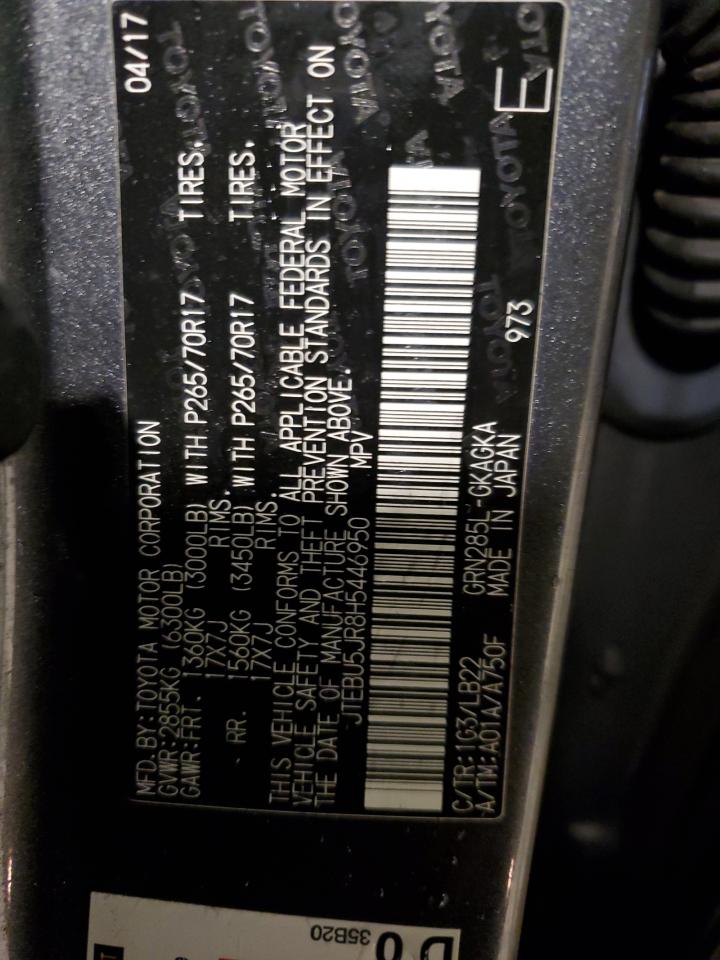 MFD. BY: TOYOTA MOTOR CORPORATION 04/17
GVWR: 2855KG (6300LB)
GAWR: FRT. 1360KG (3000LB) WITH P265/70R17 TIRES,
17X7J RIMS.
RR. 1560KG (3450LB) WITH P265/70R17 TIRES,
17X7J RIMS.
THIS VEHICLE CONFORMS TO ALL APPLICABLE FEDERAL MOTOR
VEHICLE SAFETY AND THEFT PREVENTION STANDARDS IN EFFECT ON
THE DATE OF MANUFACTURE SHOWN ABOVE.
JTEBU5JR8H5446950 MPV
C/TR: 1G3/LB22 GRN285L-GKAGKA
A/TM: A01A/A750F MADE IN JAPAN 973 E
TOYOTA
35B20